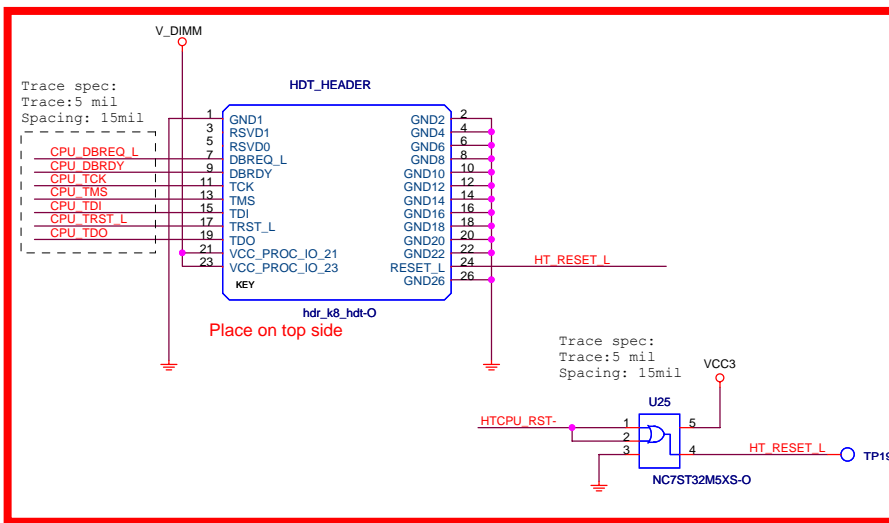 V_DIMM
Trace spec:
Trace:5 mil
Spacing: 15mil
HDT_HEADER
1 GND1 GND2 2
3 RSVD1 GND4 4
5 RSVD0 GND6 6
CPU_DBREQ_L 7 DBREQ_L GND8 8
CPU_DBRDY 9 DBRDY GND10 10
CPU_TCK 11 TCK GND12 12
CPU_TMS 13 TMS GND14 14
CPU_TDI 15 TDI GND16 16
CPU_TRST_L 17 TRST_L GND18 18
CPU_TDO 19 TDO GND20 20
21 VCC_PROC_IO_21 GND22 22
23 VCC_PROC_IO_23 RESET_L 24 HT_RESET_L
KEY GND26 26
hdr_k8_hdt-O
Place on top side
Trace spec:
Trace:5 mil
Spacing: 15mil
VCC3
U25
HTCPU_RST- 1 5
2
3 4 HT_RESET_L TP19
NC7ST32M5XS-O